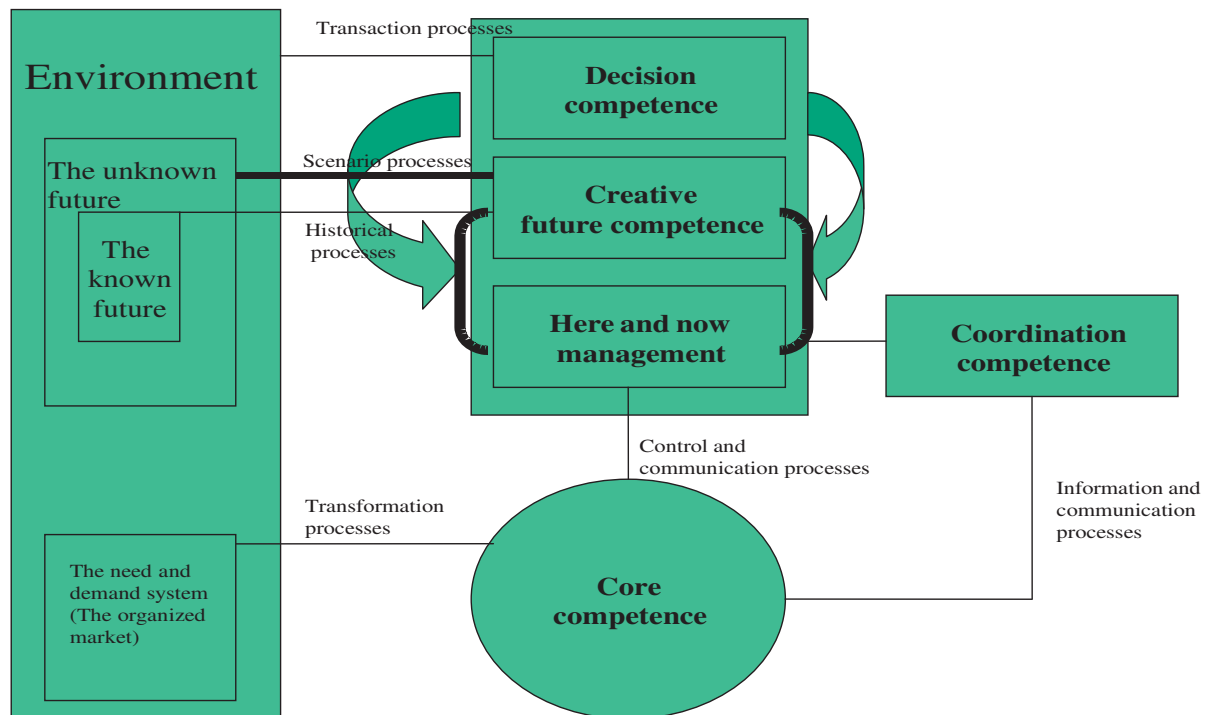 Environment
The unknown
future
The
known
future
The need and
demand system
(The organized
market)
Transaction processes
Scenario processes
Historical
processes
Transformation
processes
Decision
competence
Creative
future competence
Here and now
management
Control and
communication processes
Core
competence
Coordination
competence
Information and
communication
processes